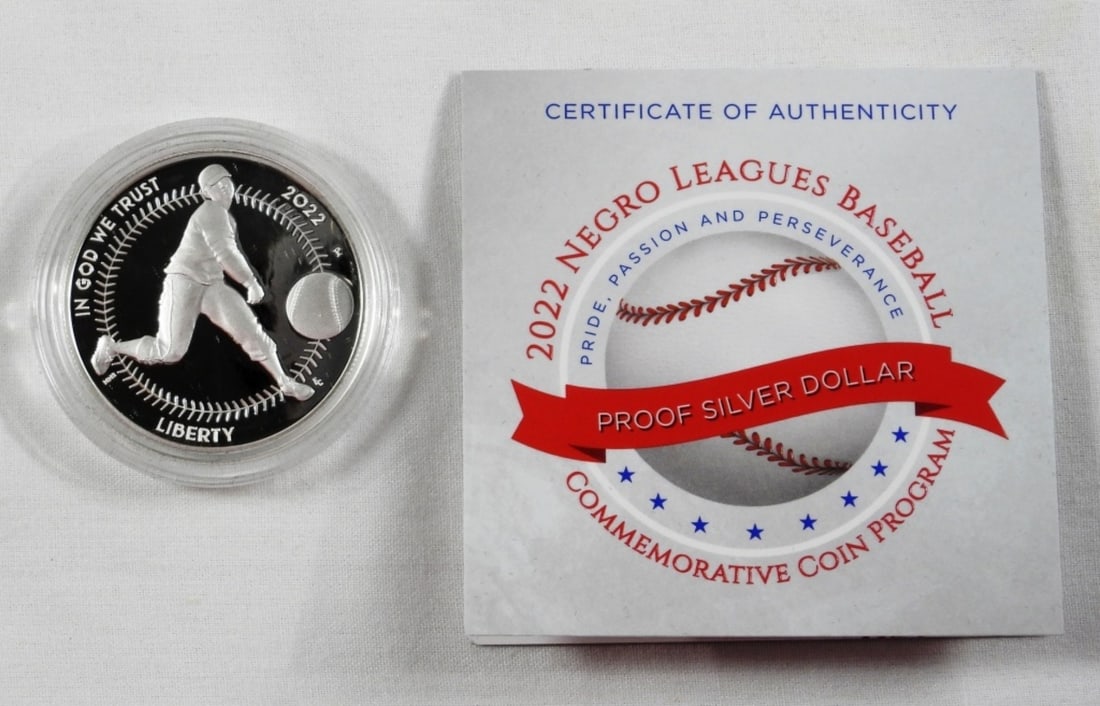 IN GOD WE TRUST
2022
LIBERTY
CERTIFICATE OF AUTHENTICITY
2022 NEGRO LEAGUES BASEBALL
PRIDE, PASSION AND PERSEVERANCE
PROOF SILVER DOLLAR
COMMEMORATIVE COIN PROGRAM